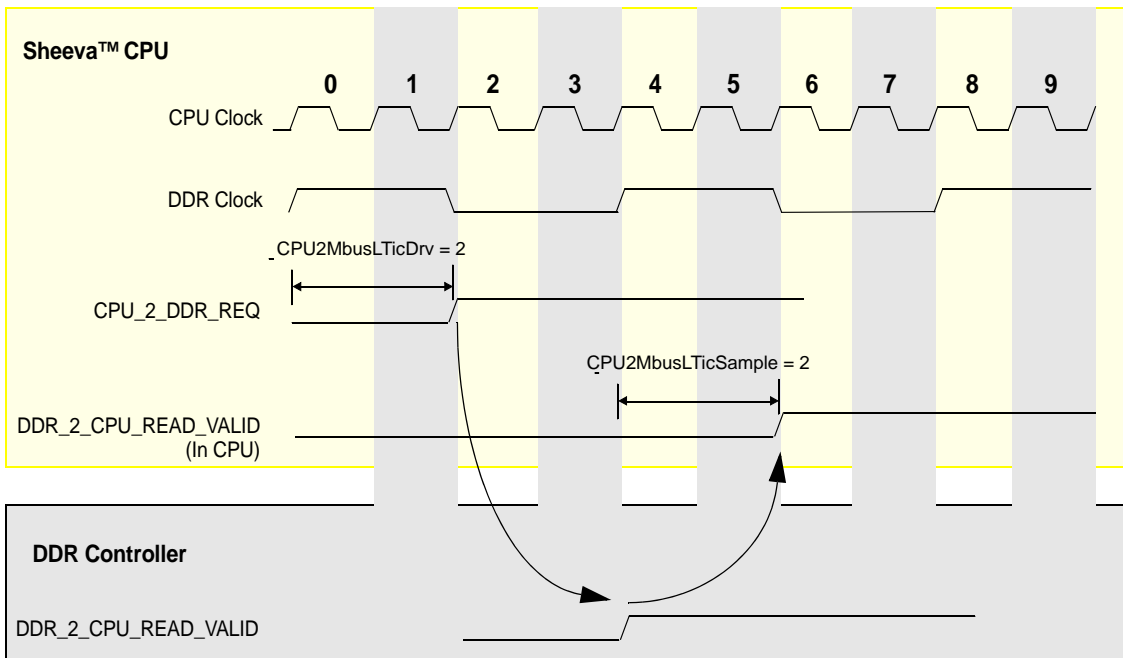 Sheeva™ CPU
0 1 2 3 4 5 6 7 8 9
CPU Clock
DDR Clock
_CPU2MbusLTicDrv = 2
CPU_2_DDR_REQ
CPU2MbusLTicSample = 2
DDR_2_CPU_READ_VALID
(In CPU)
DDR Controller
DDR_2_CPU_READ_VALID